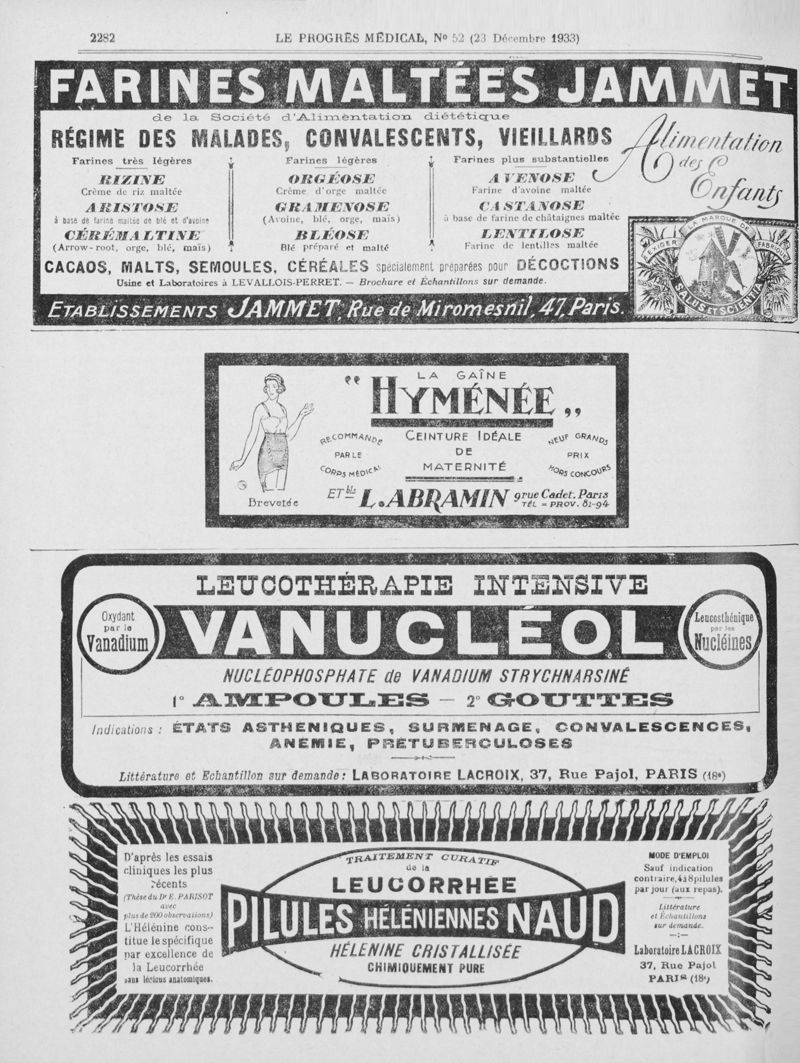 2282
LE PROGRÈS MÉDICAL, No 52 (23 Décembre 1933)
FARINES MALTÉES JAMMET
de la Société d'Alimentation diététique
RÉGIME DES MALADES, CONVALESCENTS, VIEILLARDS
Farines très légères
RIZINE
Crème de riz maltée
ARISTOSE
à base de farine maltée de blé et d'avoine
CÉRÉMALTINE
(Arrow-root, orge, blé, maïs)
Farines légères
ORGÉOSE
Crème d'orge maltée
GRAMENOSE
(Avoine, blé, orge, maïs)
BLÉOSE
Blé préparé et malté
Farines plus substantielles
AVENOSE
Farine d'avoine maltée
CASTANOSE
à base de farine de châtaignes maltée
LENTILOSE
Farine de lentilles maltée
Alimentation
des
Enfants
EXIGER LA MARQUE DE FABRIQUE
SALUS ET SCIENTIA
CACAOS, MALTS, SEMOULES, CÉRÉALES spécialement préparées pour DÉCOCTIONS
Usine et Laboratoires à LEVALLOIS-PERRET. — Brochure et Échantillons sur demande.
ETABLISSEMENTS JAMMET, Rue de Miromesnil, 47, Paris.
LA GAÎNE
"HYMÉNÉE„
RECOMMANDÉ
PAR LE
CORPS MÉDICAL
CEINTURE IDÉALE
DE
MATERNITÉ
NEUF GRANDS
PRIX
HORS CONCOURS
Brevetée
ETbls L. ABRAMIN 9 rue Cadet. Paris
TÉL = PROV. 81-94
LEUCOTHÉRAPIE INTENSIVE
Oxydant
par le
Vanadium
VANUCLÉOL
Leucosthénique
par les
Nucléines
NUCLÉOPHOSPHATE de VANADIUM STRYCHNARSINÉ
1° AMPOULES — 2° GOUTTES
Indications : ÉTATS ASTHENIQUES, SURMENAGE, CONVALESCENCES,
ANÉMIE, PRÉTUBERCULOSES
Littérature et Echantillon sur demande : LABORATOIRE LACROIX, 37, Rue Pajol, PARIS (18e)
D'après les essais
cliniques les plus
récents
(Thèse du Dr E. PARISOT
avec
plus de 200 observations)
L'Hélénine cons-
titue le spécifique
par excellence de
la Leucorrhée
sans lésions anatomiques.
TRAITEMENT CURATIF
de la
LEUCORRHÉE
PILULES HÉLÉNIENNES NAUD
HÉLÉNINE CRISTALLISÉE
CHIMIQUEMENT PURE
MODE D'EMPLOI
Sauf indication
contraire, 4 à 8 pilules
par jour (aux repas).
Littérature
et Échantillons
sur demande.
Laboratoire LACROIX
37, Rue Pajol
PARIS (18e)